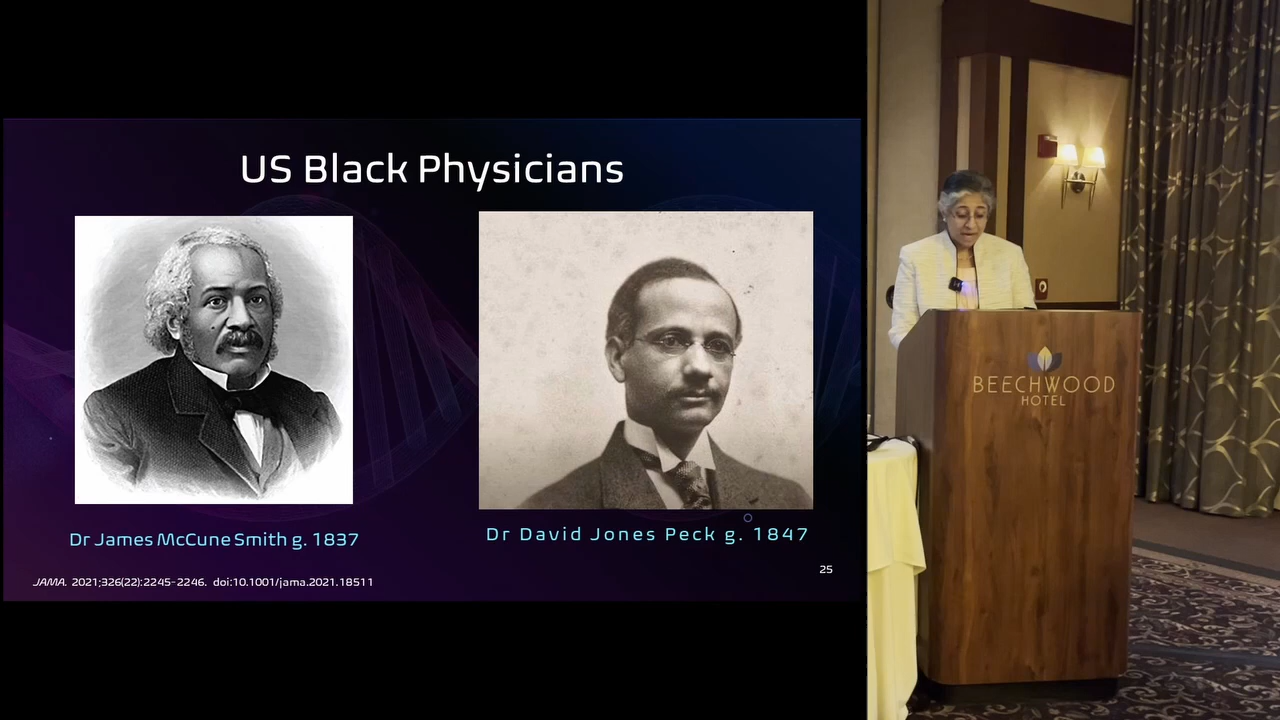 US Black Physicians
Dr James McCune Smith g. 1837
Dr David Jones Peck g. 1847
25
JAMA. 2021;326(22):2245–2246. doi:10.1001/jama.2021.18511
BEECHWOOD
HOTEL